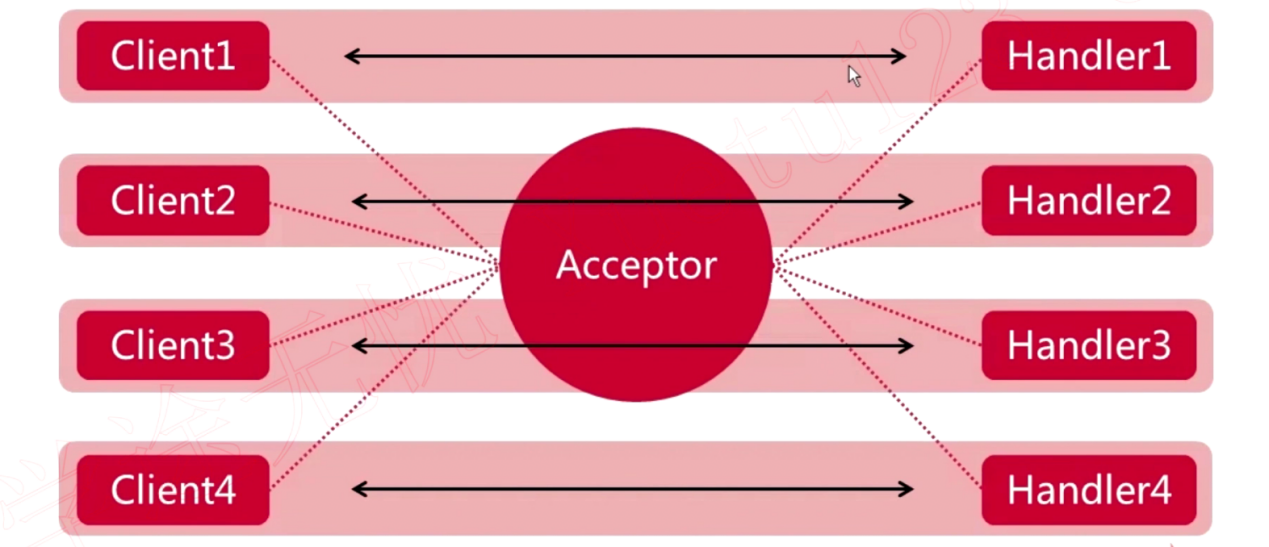 Client1
Handler1
Client2
Handler2
Acceptor
Client3
Handler3
Client4
Handler4